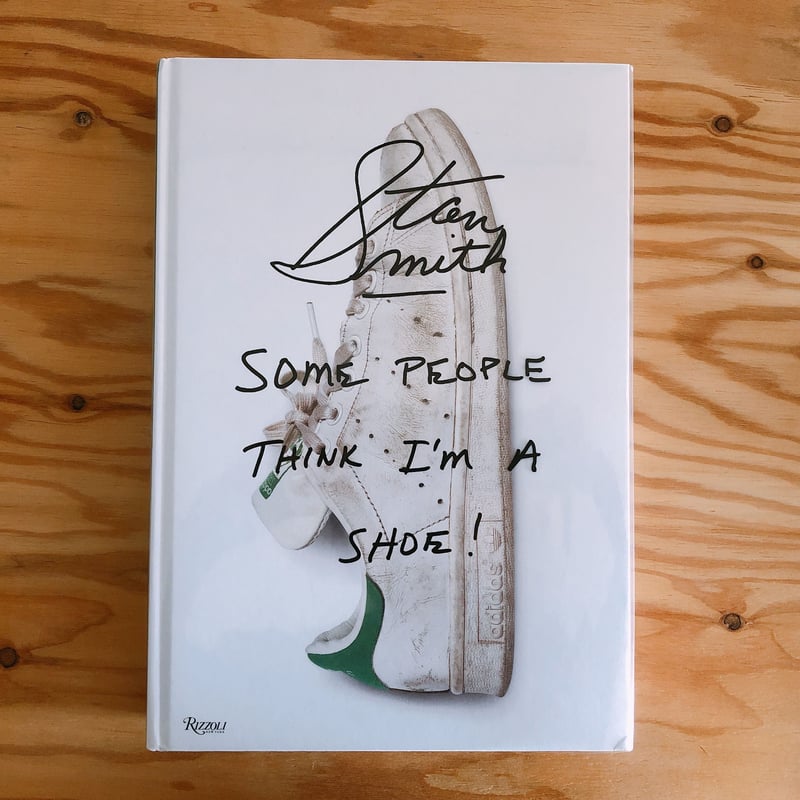 Stan
Smith
SOME PEOPLE
THINK I'M A
SHOE!
adidas
RIZZOLI
NEW YORK